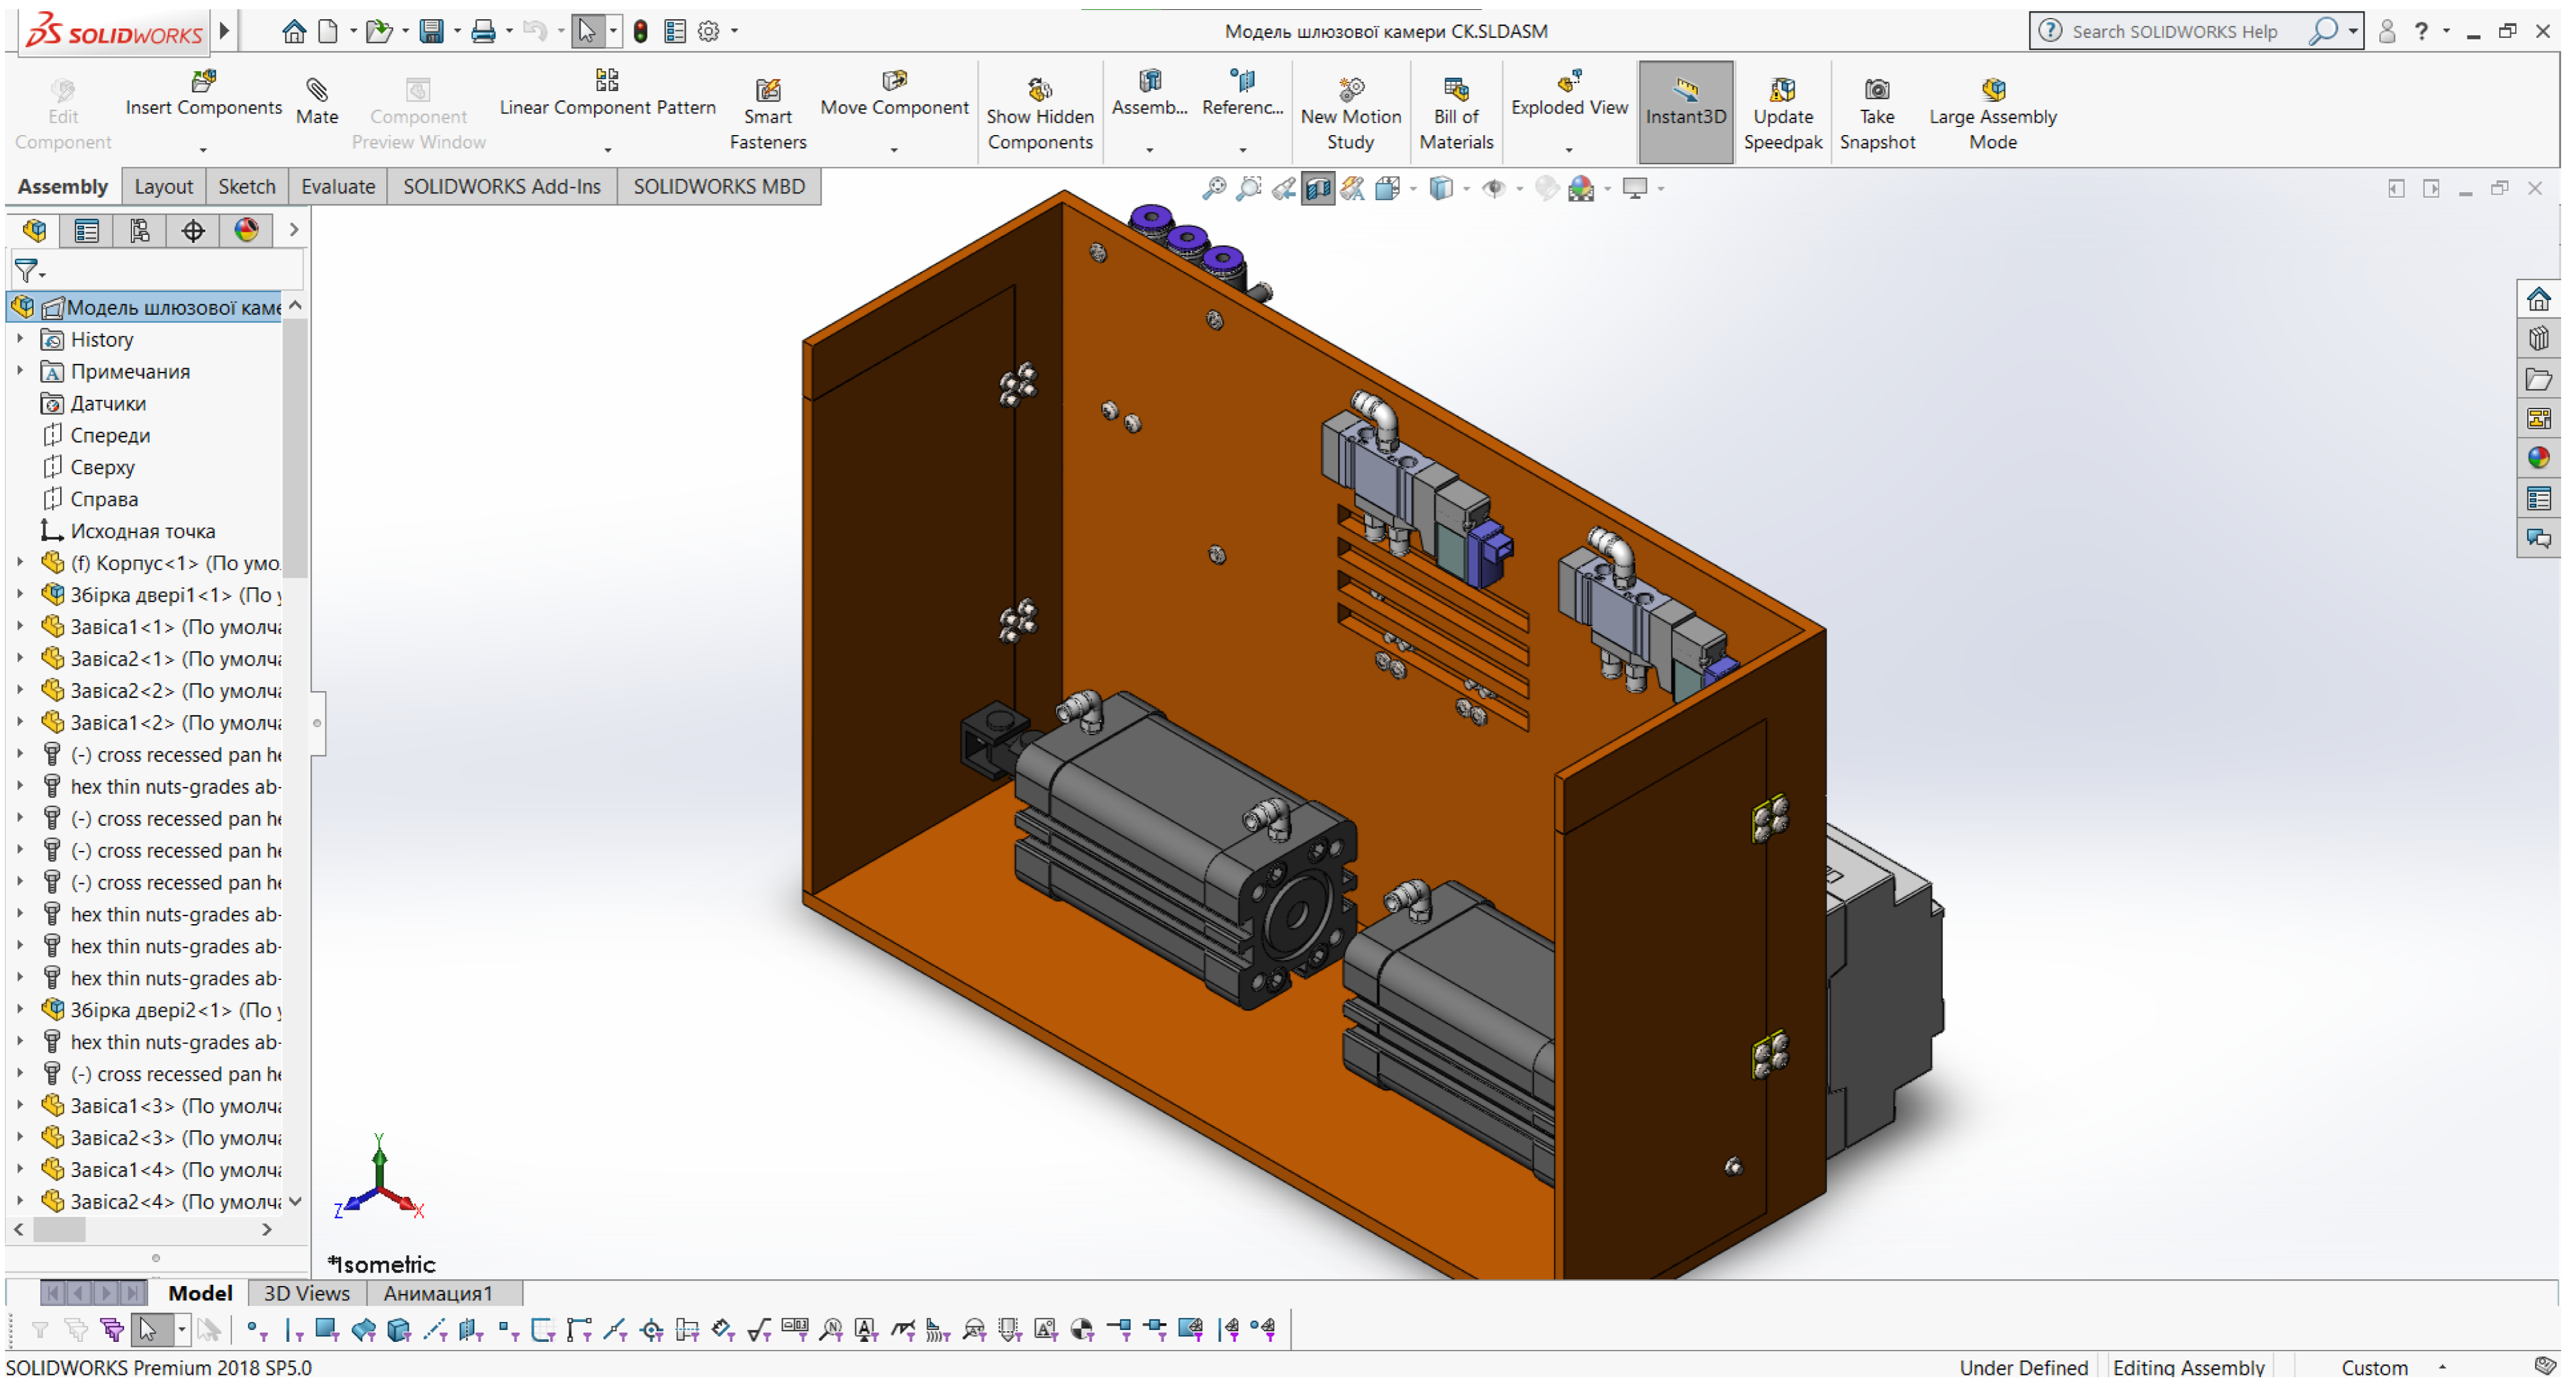 SOLIDWORKS
Модель шлюзової камери СК.SLDASM
Search SOLIDWORKS Help
Edit Component
Insert Components
Mate
Component Preview Window
Linear Component Pattern
Smart Fasteners
Move Component
Show Hidden Components
Assemb...
Referenc...
New Motion Study
Bill of Materials
Exploded View
Instant3D
Update Speedpak
Take Snapshot
Large Assembly Mode
Assembly
Layout
Sketch
Evaluate
SOLIDWORKS Add-Ins
SOLIDWORKS MBD
Модель шлюзової каме
History
Примечания
Датчики
Спереди
Сверху
Справа
Исходная точка
(f) Корпус<1> (По умо
Збірка двері1<1> (По у
Завіса1<1> (По умолча
Завіса2<1> (По умолча
Завіса2<2> (По умолча
Завіса1<2> (По умолча
(-) cross recessed pan he
hex thin nuts-grades ab-
(-) cross recessed pan he
(-) cross recessed pan he
(-) cross recessed pan he
hex thin nuts-grades ab-
hex thin nuts-grades ab-
hex thin nuts-grades ab-
Збірка двері2<1> (По у
hex thin nuts-grades ab-
(-) cross recessed pan he
Завіса1<3> (По умолча
Завіса2<3> (По умолча
Завіса1<4> (По умолча
Завіса2<4> (По умолча
Y
Z
X
*Isometric
Model
3D Views
Анимация1
SOLIDWORKS Premium 2018 SP5.0
Under Defined
Editing Assembly
Custom